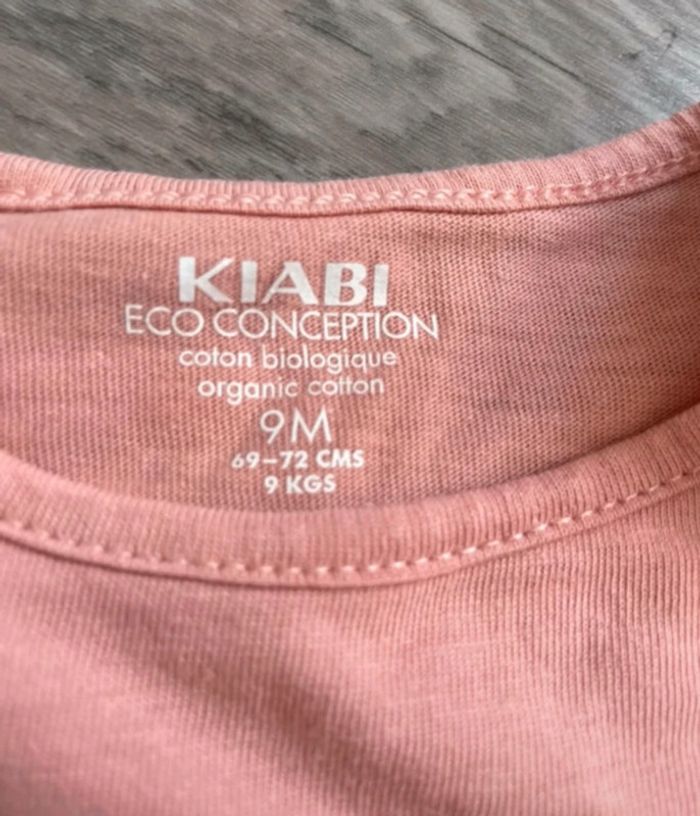 KIABI
ECO CONCEPTION
coton biologique
organic cotton
9M
69-72 CMS
9 KGS